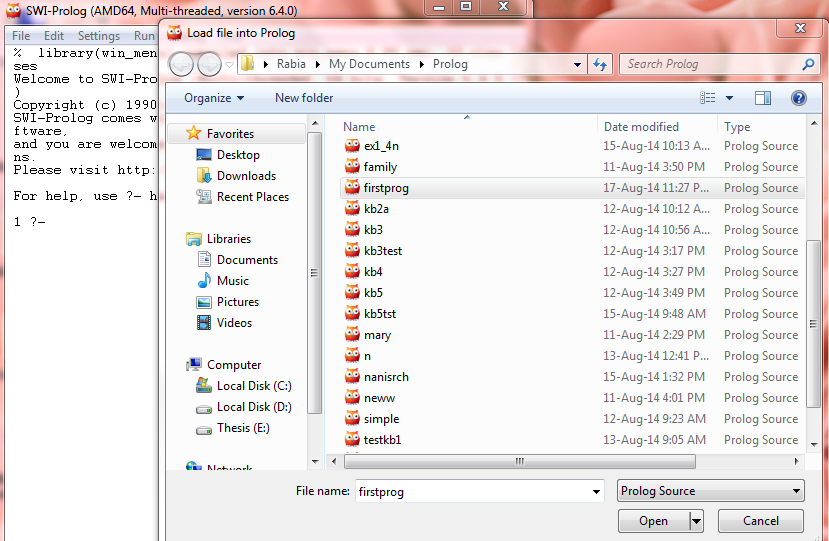 SWI-Prolog (AMD64, Multi-threaded, version 6.4.0)
File Edit Settings Run
% library(win_men
ses
Welcome to SWI-Pro
)
Copyright (c) 1990
SWI-Prolog comes w
ftware,
and you are welcom
ns.
Please visit http:
For help, use ?- h
1 ?-
Load file into Prolog
Rabia My Documents Prolog Search Prolog
Organize New folder
Favorites
Desktop
Downloads
Recent Places
Libraries
Documents
Music
Pictures
Videos
Computer
Local Disk (C:)
Local Disk (D:)
Thesis (E:)
Network
Name Date modified Type
ex1_4n 15-Aug-14 10:13 A... Prolog Source
family 11-Aug-14 3:50 PM Prolog Source
firstprog 17-Aug-14 11:27 P... Prolog Source
kb2a 12-Aug-14 10:12 A... Prolog Source
kb3 12-Aug-14 10:56 A... Prolog Source
kb3test 12-Aug-14 3:17 PM Prolog Source
kb4 12-Aug-14 3:27 PM Prolog Source
kb5 12-Aug-14 3:49 PM Prolog Source
kb5tst 15-Aug-14 9:48 AM Prolog Source
mary 11-Aug-14 2:29 PM Prolog Source
n 13-Aug-14 12:41 P... Prolog Source
nanisrch 15-Aug-14 1:32 PM Prolog Source
neww 11-Aug-14 4:01 PM Prolog Source
simple 12-Aug-14 9:23 AM Prolog Source
testkb1 13-Aug-14 9:05 AM Prolog Source
File name: firstprog Prolog Source
Open Cancel